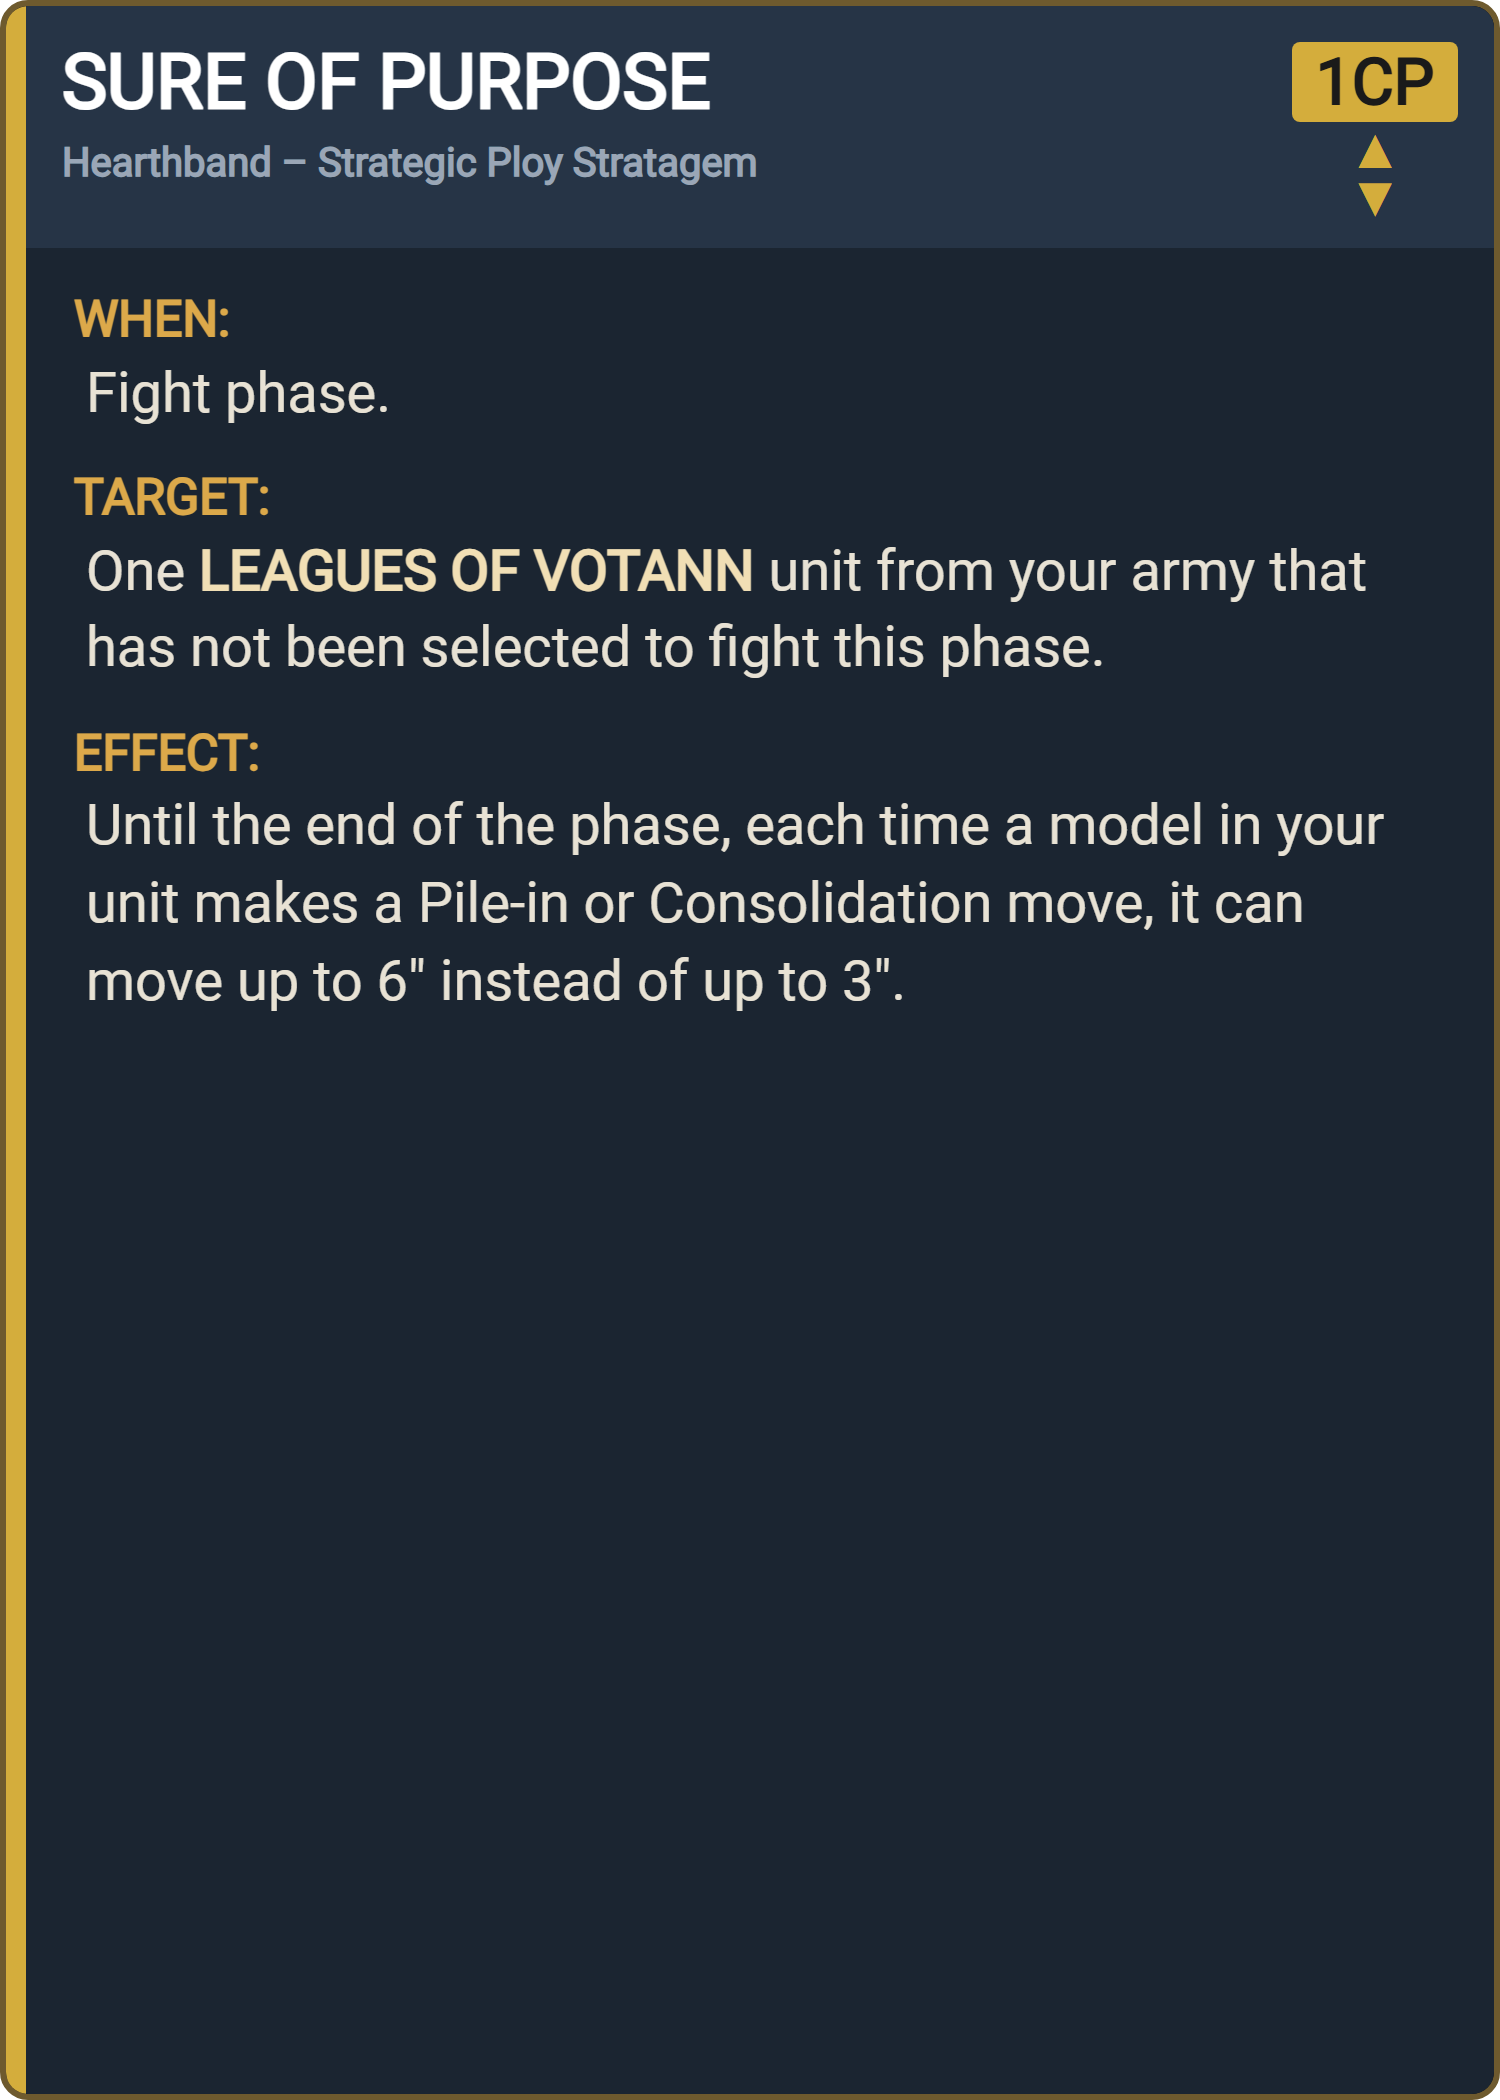 SURE OF PURPOSE
1CP
Hearthband – Strategic Ploy Stratagem
WHEN:
Fight phase.
TARGET:
One LEAGUES OF VOTANN unit from your army that
has not been selected to fight this phase.
EFFECT:
Until the end of the phase, each time a model in your
unit makes a Pile-in or Consolidation move, it can
move up to 6" instead of up to 3".